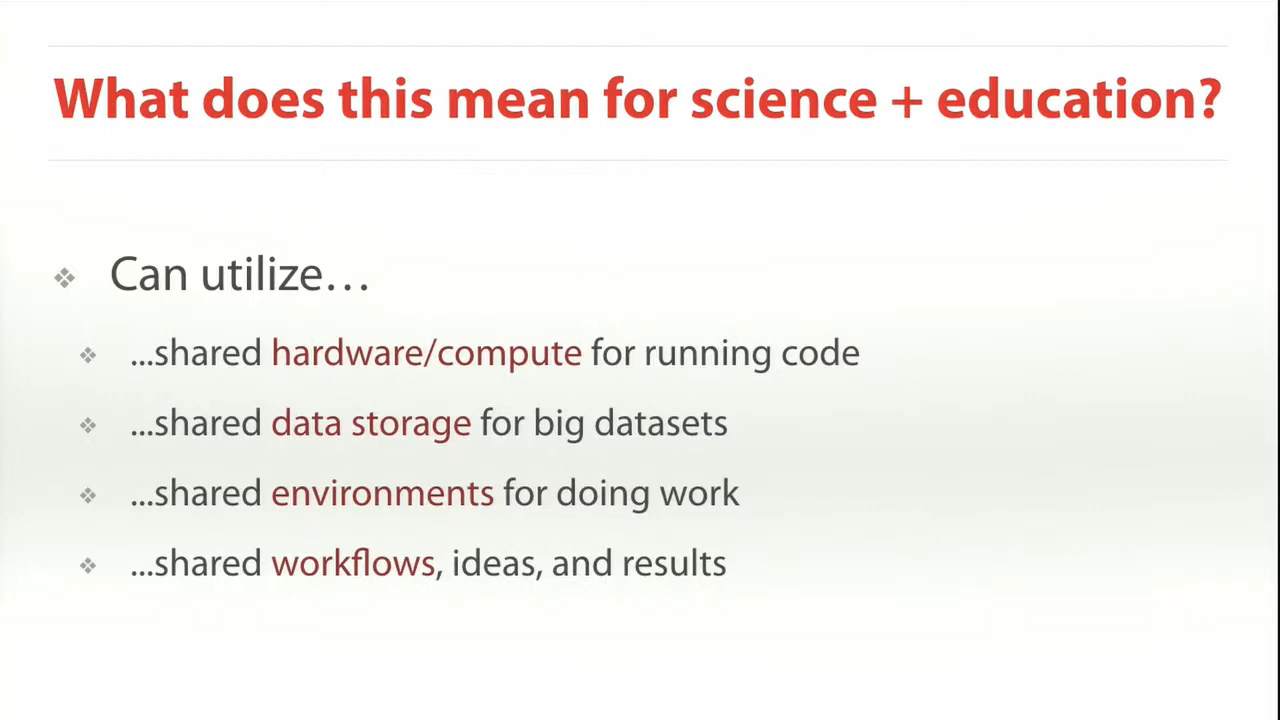 What does this mean for science + education?
Can utilize…
...shared hardware/compute for running code
...shared data storage for big datasets
...shared environments for doing work
...shared workflows, ideas, and results